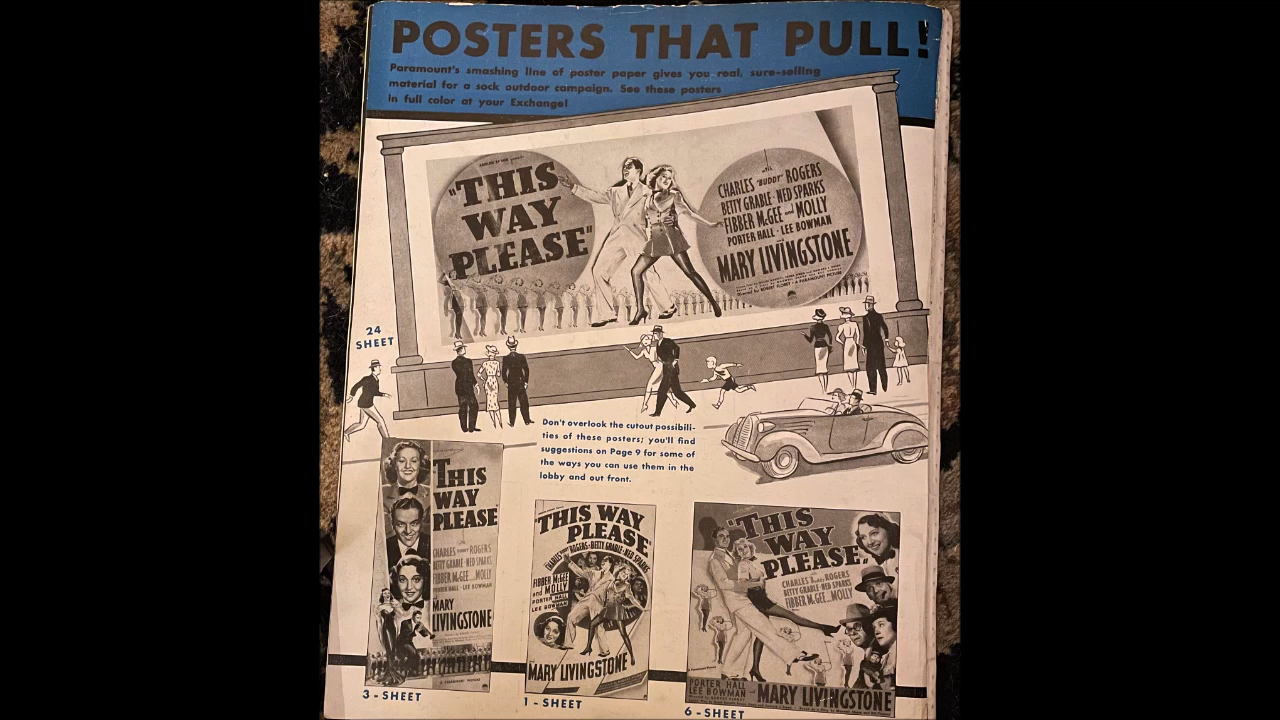 POSTERS THAT PULL!
Paramount's smashing line of poster paper gives you real, sure-selling
material for a sock outdoor campaign. See these posters
in full color at your Exchange!
"THIS
WAY
PLEASE"
with
CHARLES "BUDDY" ROGERS
BETTY GRABLE · NED SPARKS
FIBBER McGEE and MOLLY
PORTER HALL · LEE BOWMAN
MARY LIVINGSTONE
24
SHEET
Don't overlook the cutout possibili-
ties of these posters; you'll find
suggestions on Page 9 for some of
the ways you can use them in the
lobby and out front.
"THIS
WAY
PLEASE"
CHARLES "BUDDY" ROGERS
BETTY GRABLE · NED SPARKS
FIBBER McGEE and MOLLY
PORTER HALL · LEE BOWMAN
MARY
LIVINGSTONE
A PARAMOUNT PICTURE
3 - SHEET
"THIS WAY
PLEASE"
CHARLES "BUDDY" ROGERS · BETTY GRABLE · NED SPARKS
FIBBER McGEE
and MOLLY
PORTER HALL
LEE BOWMAN
MARY LIVINGSTONE
1 - SHEET
"THIS
WAY
PLEASE"
with
CHARLES "Buddy" ROGERS
BETTY GRABLE · NED SPARKS
FIBBER McGEE and MOLLY
PORTER HALL
LEE BOWMAN
MARY LIVINGSTONE
6 - SHEET